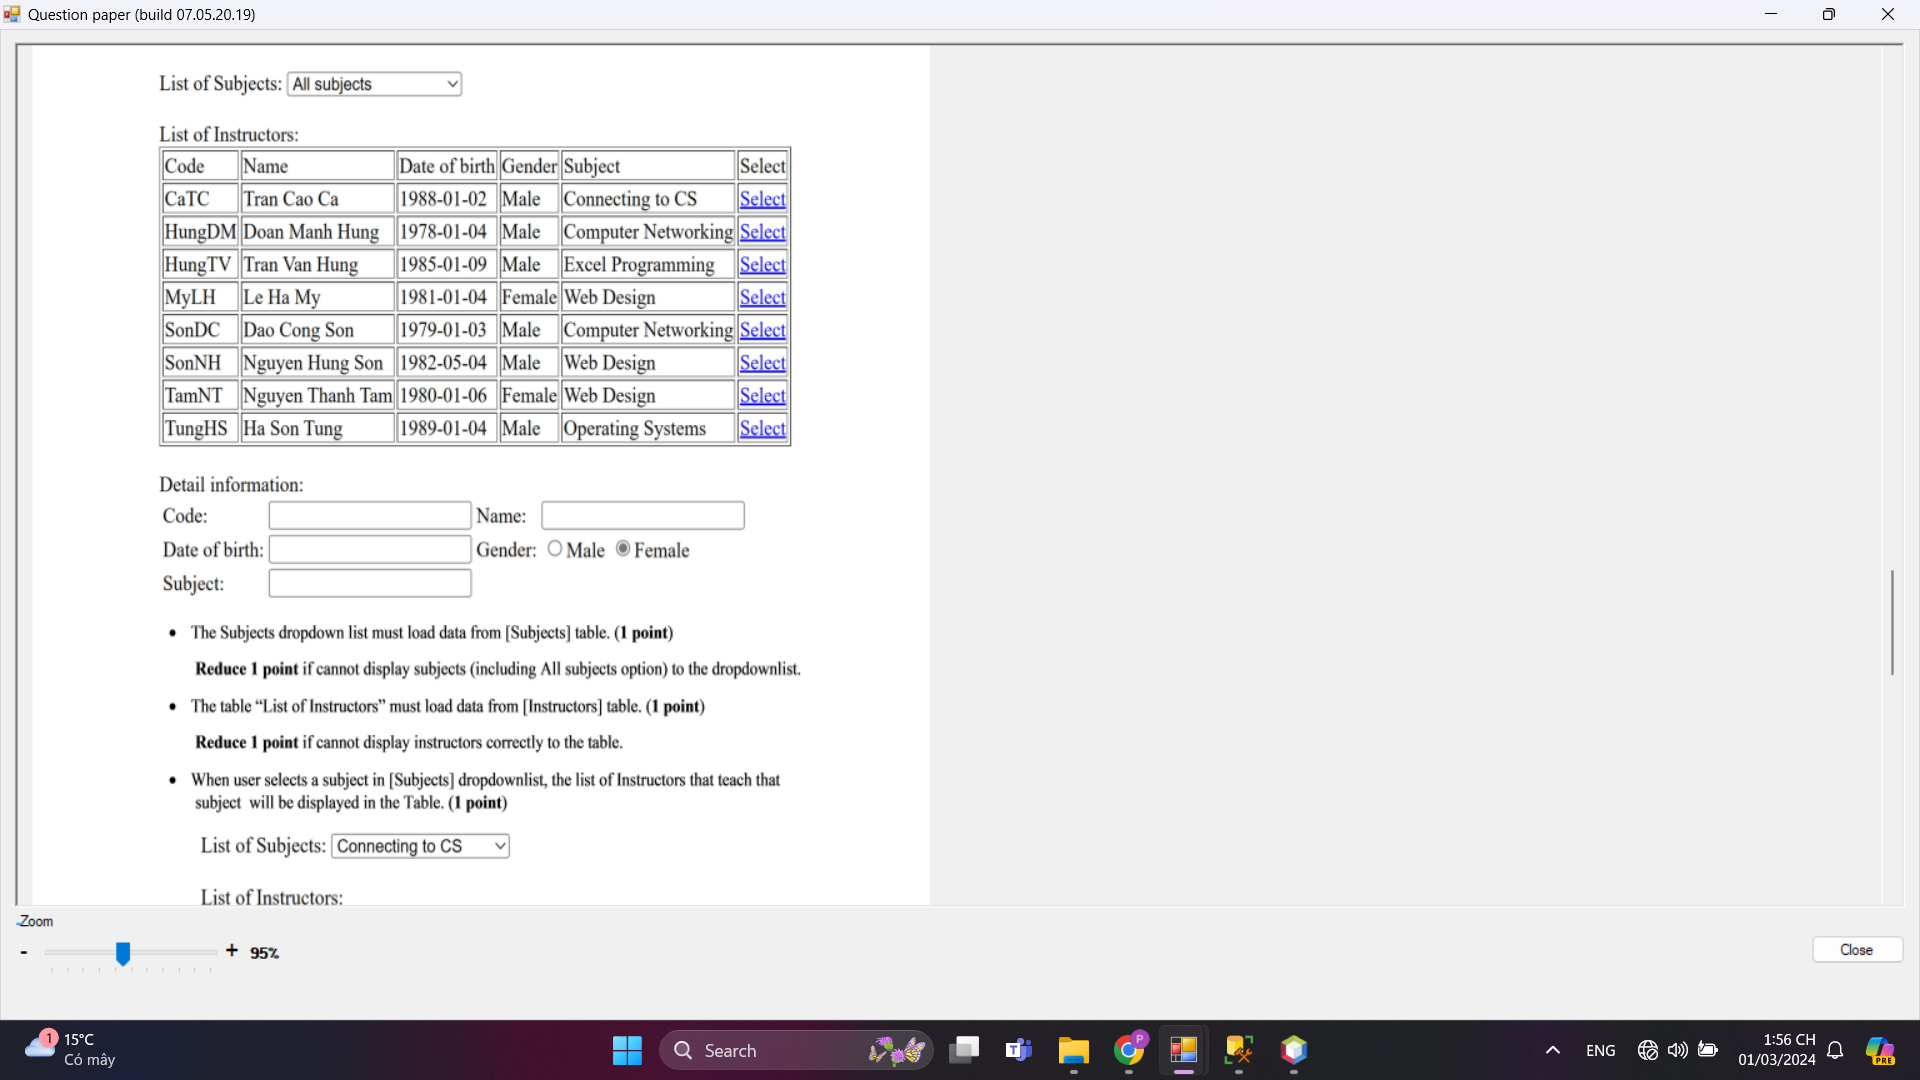 Question paper (build 07.05.20.19)
List of Subjects: All subjects
List of Instructors:
Code Name Date of birth Gender Subject Select
CaTC Tran Cao Ca 1988-01-02 Male Connecting to CS Select
HungDM Doan Manh Hung 1978-01-04 Male Computer Networking Select
HungTV Tran Van Hung 1985-01-09 Male Excel Programming Select
MyLH Le Ha My 1981-01-04 Female Web Design Select
SonDC Dao Cong Son 1979-01-03 Male Computer Networking Select
SonNH Nguyen Hung Son 1982-05-04 Male Web Design Select
TamNT Nguyen Thanh Tam 1980-01-06 Female Web Design Select
TungHS Ha Son Tung 1989-01-04 Male Operating Systems Select
Detail information:
Code: Name:
Date of birth: Gender: Male Female
Subject:
• The Subjects dropdown list must load data from [Subjects] table. (1 point)
Reduce 1 point if cannot display subjects (including All subjects option) to the dropdownlist.
• The table “List of Instructors” must load data from [Instructors] table. (1 point)
Reduce 1 point if cannot display instructors correctly to the table.
• When user selects a subject in [Subjects] dropdownlist, the list of Instructors that teach that
subject will be displayed in the Table. (1 point)
List of Subjects: Connecting to CS
List of Instructors:
Zoom
- + 95%
Close
1 15°C
Có mây
Search
P
ENG
1:56 CH
01/03/2024
PRE